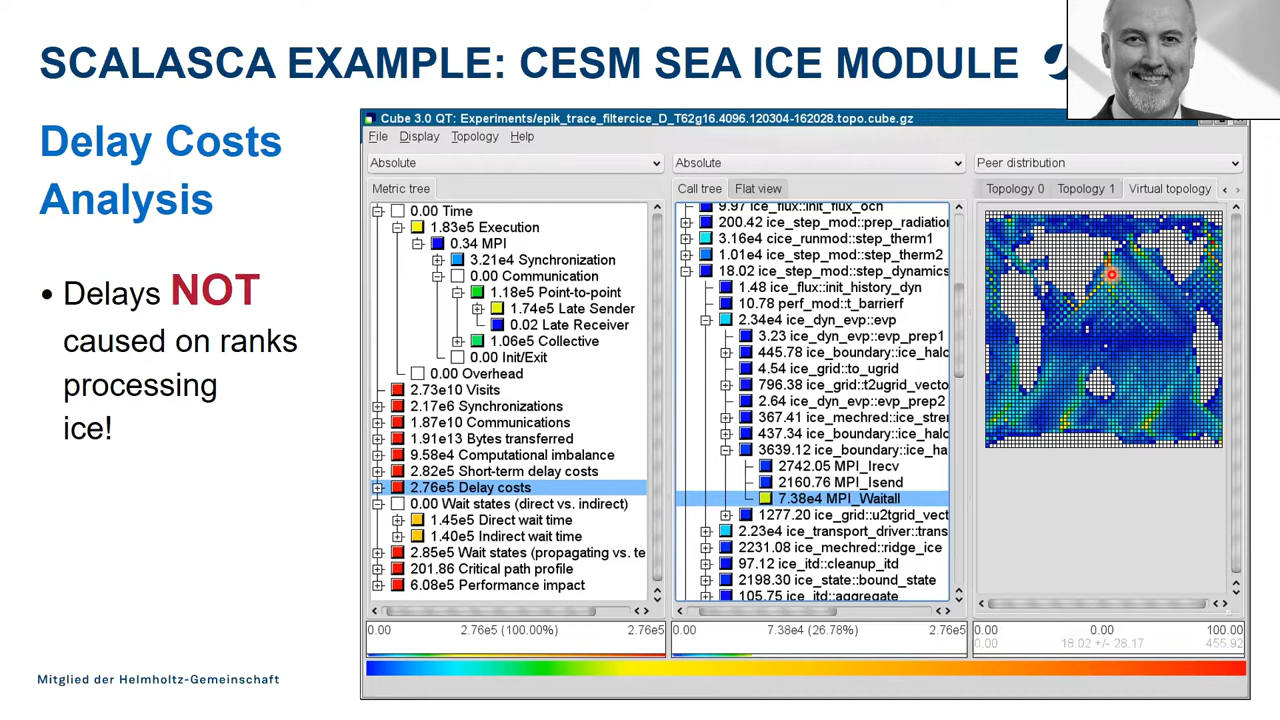 SCALASCA EXAMPLE: CESM SEA ICE MODULE
Delay Costs
Analysis
• Delays NOT
caused on ranks
processing
ice!
Mitglied der Helmholtz-Gemeinschaft
Cube 3.0 QT: Experiments/epik_trace_filtercice_D_T62g16.4096.120304-162028.topo.cube.gz
File Display Topology Help
Absolute
Metric tree
0.00 Time
1.83e5 Execution
0.34 MPI
3.21e4 Synchronization
0.00 Communication
1.18e5 Point-to-point
1.74e5 Late Sender
0.02 Late Receiver
1.06e5 Collective
0.00 Init/Exit
0.00 Overhead
2.73e10 Visits
2.17e6 Synchronizations
1.87e10 Communications
1.91e13 Bytes transferred
9.58e4 Computational imbalance
2.82e5 Short-term delay costs
2.76e5 Delay costs
0.00 Wait states (direct vs. indirect)
1.45e5 Direct wait time
1.40e5 Indirect wait time
2.85e5 Wait states (propagating vs. te
201.86 Critical path profile
6.08e5 Performance impact
0.00 2.76e5 (100.00%) 2.76e5
Absolute
Call tree Flat view
9.97 ice_flux::init_flux_ocn
200.42 ice_step_mod::prep_radiation
3.16e4 cice_runmod::step_therm1
1.01e4 ice_step_mod::step_therm2
18.02 ice_step_mod::step_dynamics
1.48 ice_flux::init_history_dyn
10.78 perf_mod::t_barrierf
2.34e4 ice_dyn_evp::evp
3.23 ice_dyn_evp::evp_prep1
445.78 ice_boundary::ice_halo
4.54 ice_grid::to_ugrid
796.38 ice_grid::t2ugrid_vecto
2.64 ice_dyn_evp::evp_prep2
367.41 ice_mechred::ice_stren
437.34 ice_boundary::ice_halo
3639.12 ice_boundary::ice_ha
2742.05 MPI_Irecv
2160.76 MPI_Isend
7.38e4 MPI_Waitall
1277.20 ice_grid::u2tgrid_vect
2.23e4 ice_transport_driver::trans
2231.08 ice_mechred::ridge_ice
97.12 ice_itd::cleanup_itd
2198.30 ice_state::bound_state
105.75 ice_itd::aggregate
0.00 7.38e4 (26.78%) 2.76e5
Peer distribution
Topology 0 Topology 1 Virtual topology
0.00 0.00 100.00
18.02 +/- 28.17 455.92